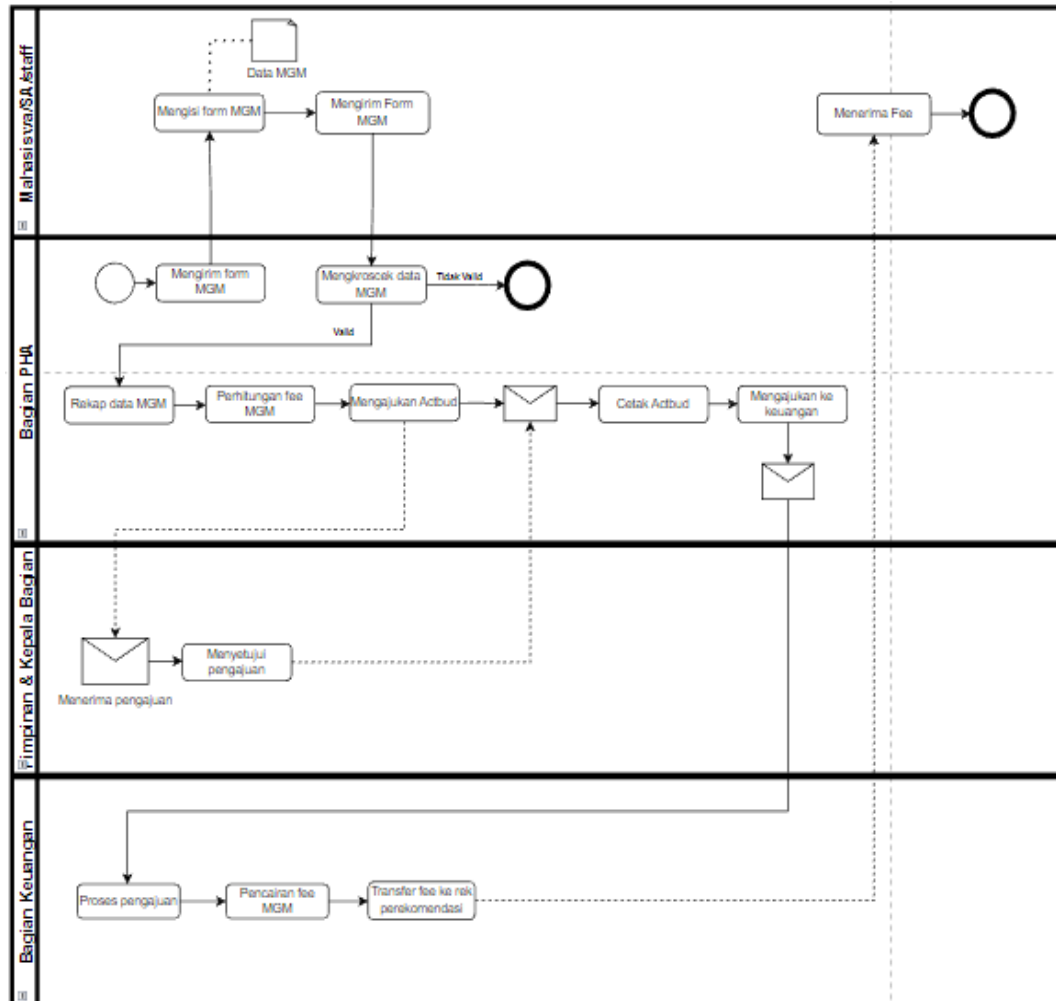 Mahasiswa/SA/staff
Data MGM
Mengisi form MGM
Mengirim Form
MGM
Menerima Fee
Bagian PHA
Mengirim form
MGM
Mengkroscek data
MGM
Tidak Valid
Valid
Rekap data MGM
Perhitungan fee
MGM
Mengajukan Actbud
Cetak Actbud
Mengajukan ke
keuangan
Pimpinan & Kepala Bagian
Menerima pengajuan
Menyetujui
pengajuan
Bagian Keuangan
Proses pengajuan
Pencairan fee
MGM
Transfer fee ke rek
perekomendasi